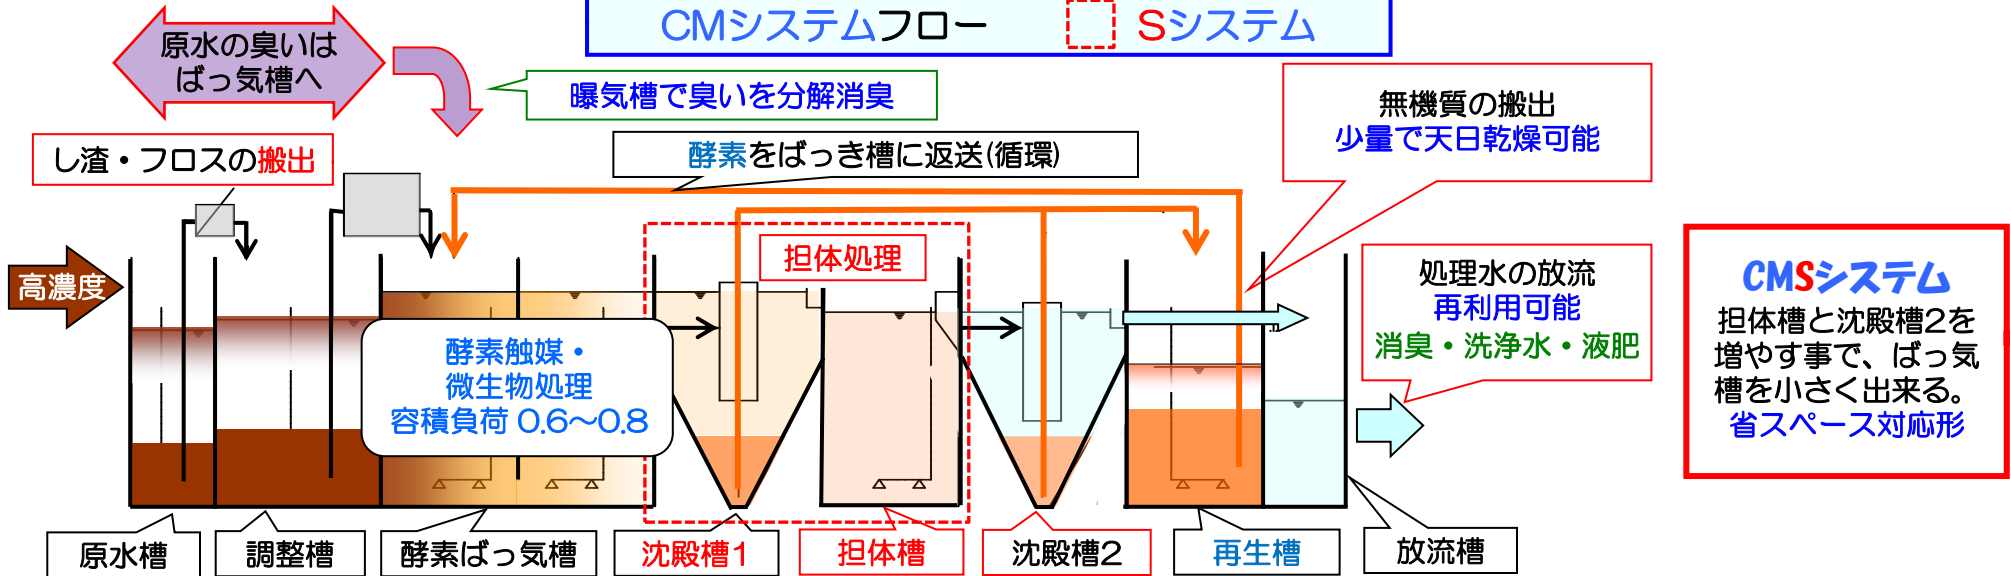 CMシステムフロー Sシステム
原水の臭いは
ばっ気槽へ
曝気槽で臭いを分解消臭
無機質の搬出
少量で天日乾燥可能
し渣・フロスの搬出
酵素をばっき槽に返送(循環)
担体処理
高濃度
処理水の放流
再利用可能
消臭・洗浄水・液肥
CMSシステム
担体槽と沈殿槽2を
増やす事で、ばっ気
槽を小さく出来る。
省スペース対応形
酵素触媒・
微生物処理
容積負荷 0.6～0.8
原水槽
調整槽
酵素ばっ気槽
沈殿槽1
担体槽
沈殿槽2
再生槽
放流槽